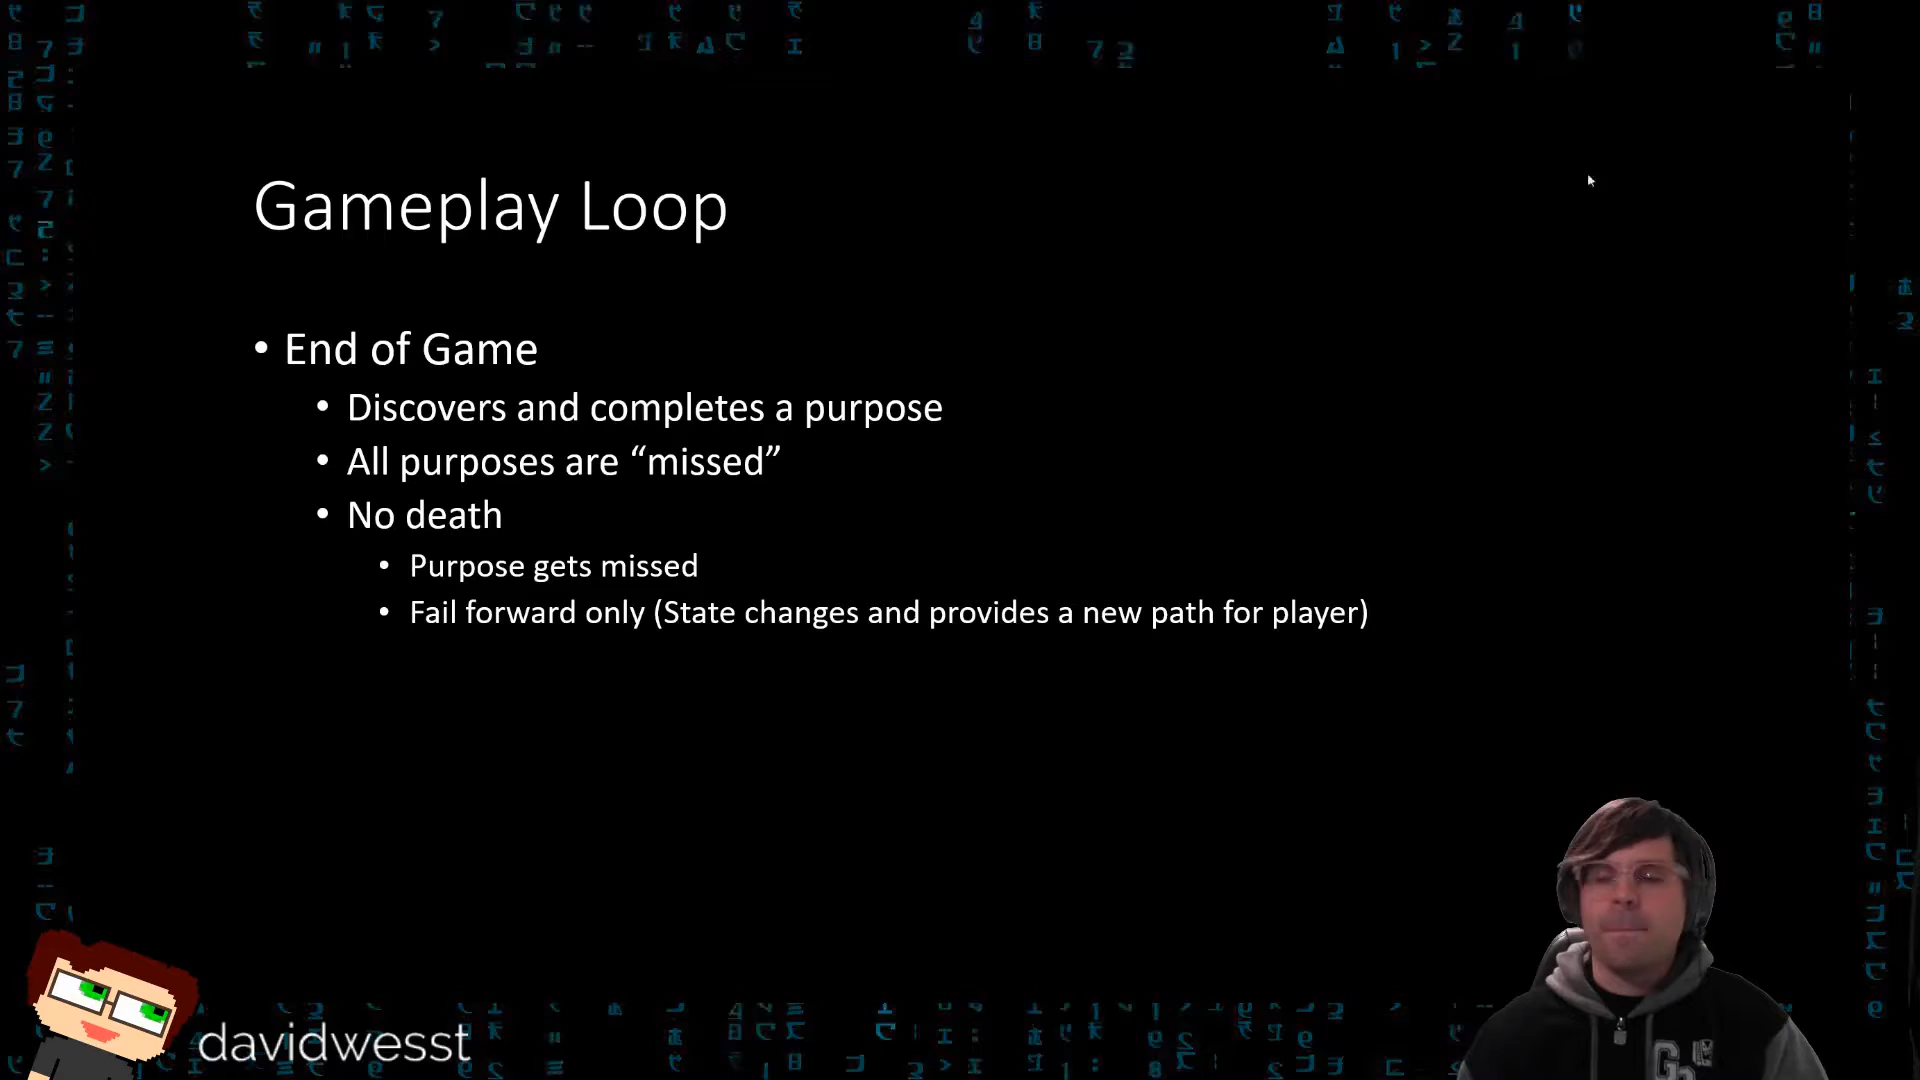 Gameplay Loop
• End of Game
• Discovers and completes a purpose
• All purposes are “missed”
• No death
• Purpose gets missed
• Fail forward only (State changes and provides a new path for player)
davidwesst